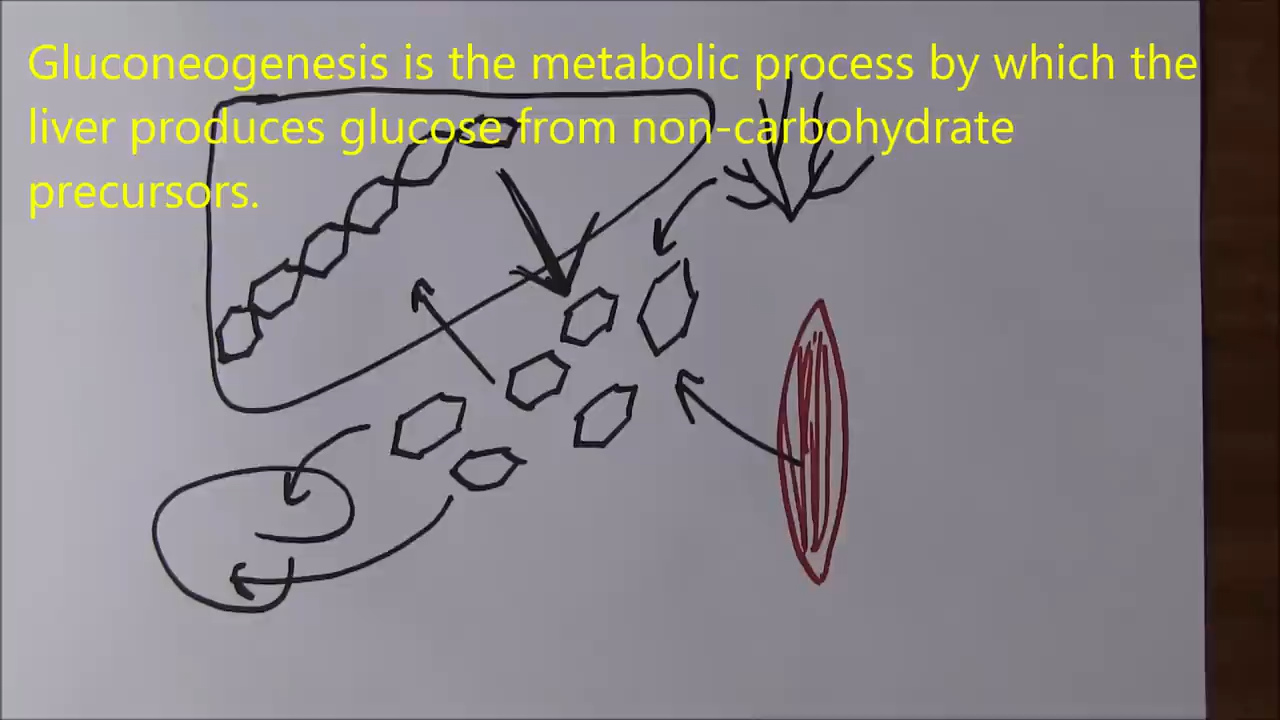 Gluconeogenesis is the metabolic process by which the
liver produces glucose from non-carbohydrate
precursors.